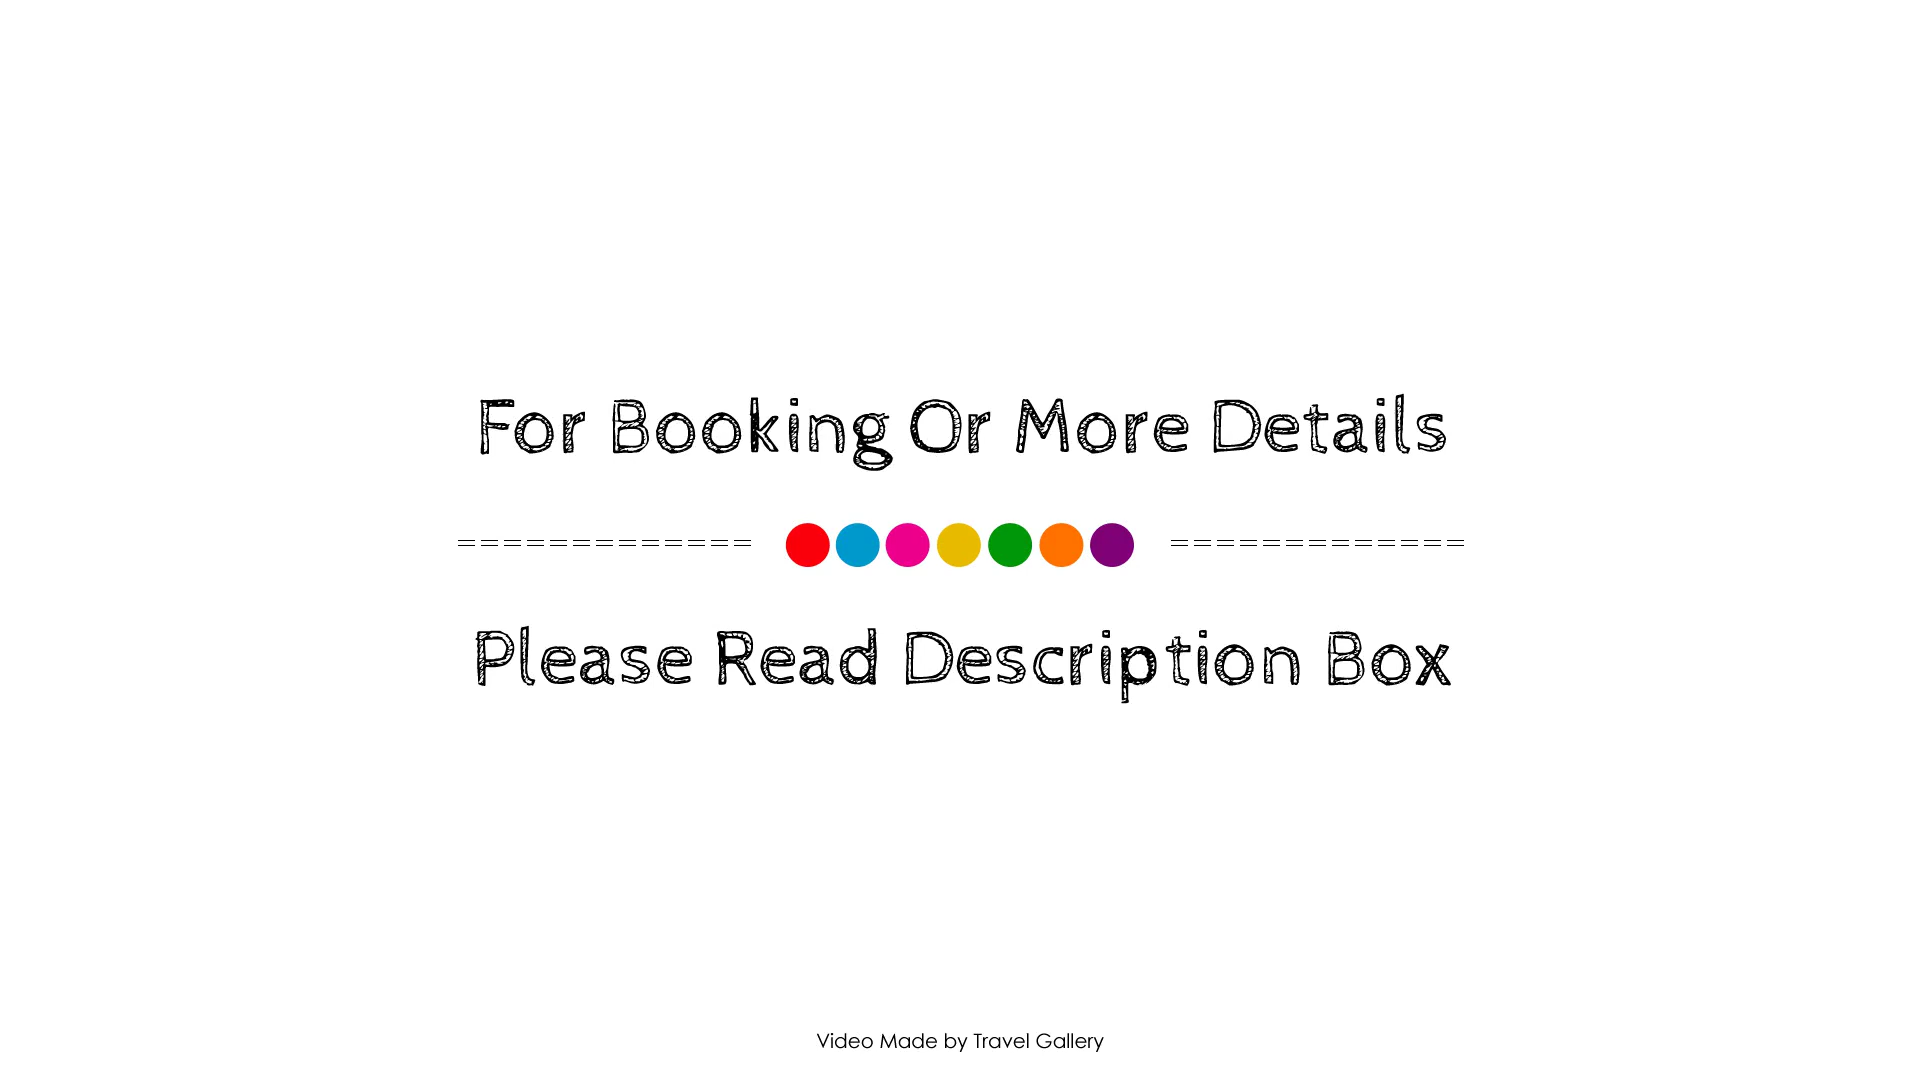 For Booking Or More Details
============= =============
Please Read Description Box
Video Made by Travel Gallery